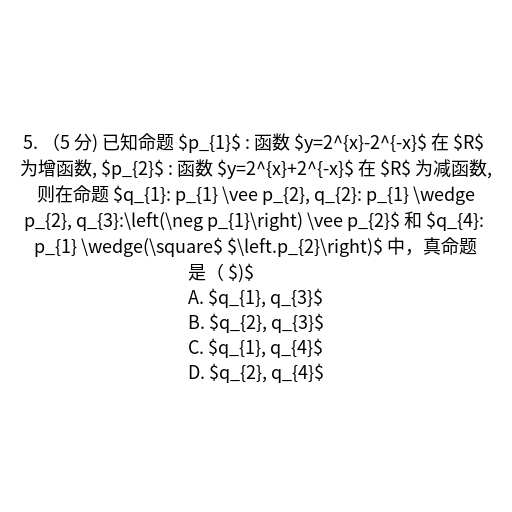 5. （5 分) 已知命题 $p_{1}$ : 函数 $y=2^{x}-2^{-x}$ 在 $R$
为增函数, $p_{2}$ : 函数 $y=2^{x}+2^{-x}$ 在 $R$ 为减函数,
则在命题 $q_{1}: p_{1} \vee p_{2}, q_{2}: p_{1} \wedge
p_{2}, q_{3}:\left(\neg p_{1}\right) \vee p_{2}$ 和 $q_{4}:
p_{1} \wedge(\square$ $\left.p_{2}\right)$ 中，真命题
是（ $)$
A. $q_{1}, q_{3}$
B. $q_{2}, q_{3}$
C. $q_{1}, q_{4}$
D. $q_{2}, q_{4}$